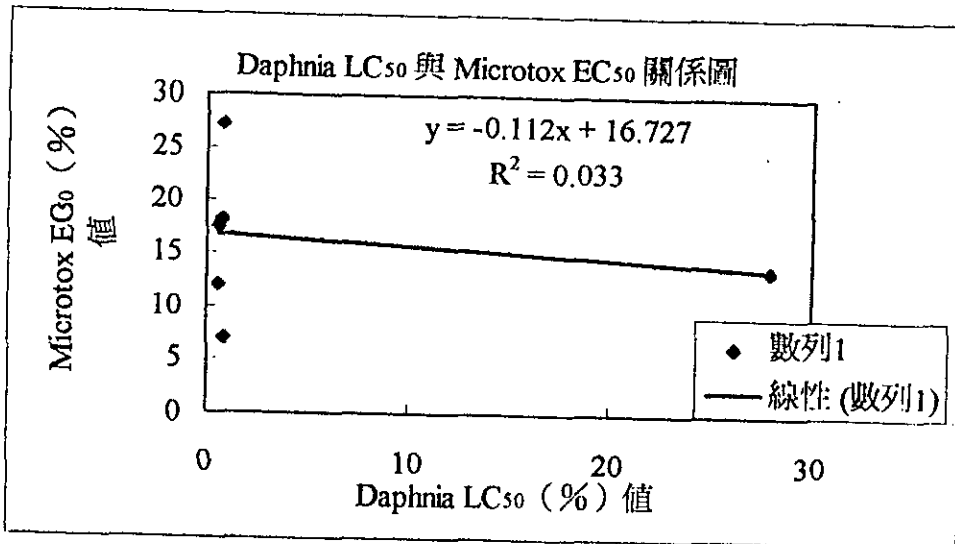 Daphnia LC50 與 Microtox EC50 關係圖
y = -0.112x + 16.727
R² = 0.033
Microtox EC50（%）
值
30
25
20
15
10
5
0
0 10 20 30
Daphnia LC50（%）值
數列1
線性 (數列1)